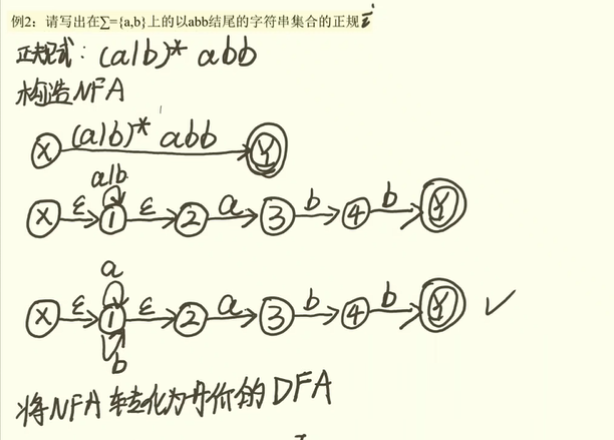 例2：请写出在∑={a,b}上的以abb结尾的字符串集合的正规式
正规式：(a|b)* abb
构造NFA
X (a|b)* abb Y
a|b
X ε 1 ε 2 a 3 b 4 b Y
a
X ε 1 ε 2 a 3 b 4 b Y
b
将NFA转化为等价的DFA